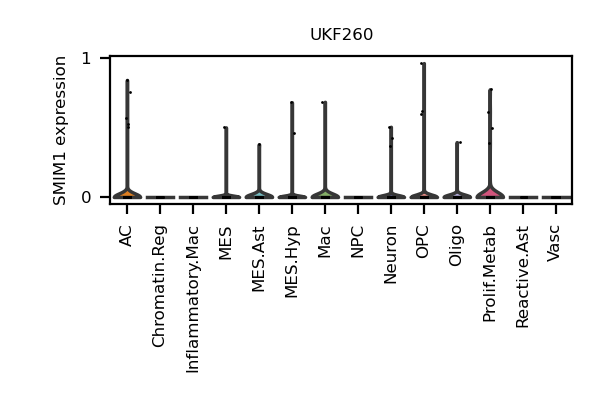 UKF260
SMIM1 expression
1
0
AC
Chromatin.Reg
Inflammatory.Mac
MES
MES.Ast
MES.Hyp
Mac
NPC
Neuron
OPC
Oligo
Prolif.Metab
Reactive.Ast
Vasc